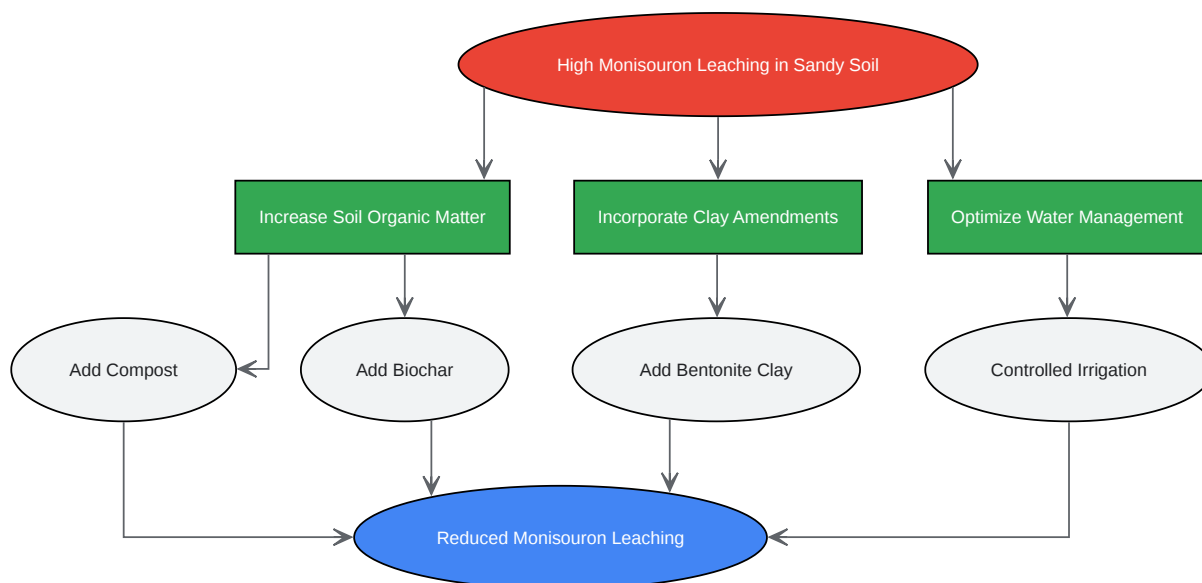 High Monisouron Leaching in Sandy Soil
Increase Soil Organic Matter
Incorporate Clay Amendments
Optimize Water Management
Add Compost
Add Biochar
Add Bentonite Clay
Controlled Irrigation
Reduced Monisouron Leaching